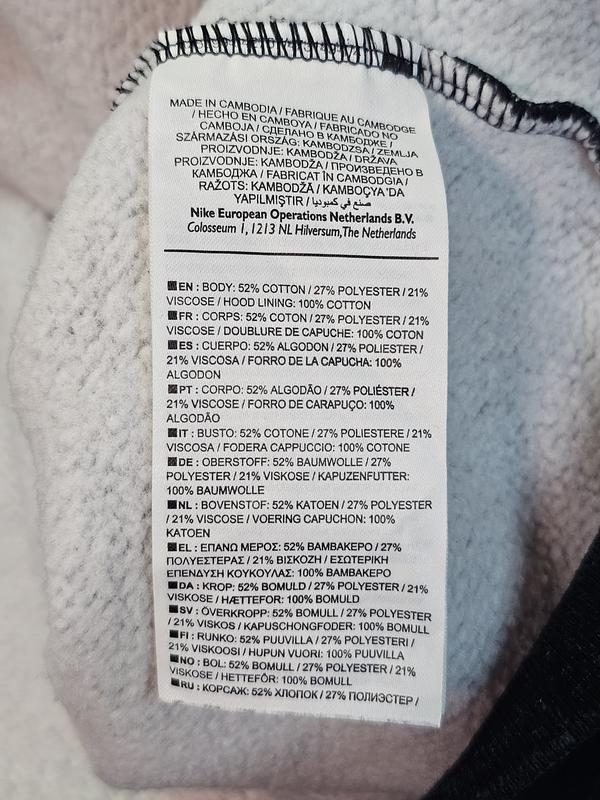 MADE IN CAMBODIA / FABRIQUE AU CAMBODGE
/ HECHO EN CAMBOYA / FABRICADO NO
CAMBOJA / СДЕЛАНО В КАМБОДЖЕ /
SZÁRMAZÁSI ORSZÁG: KAMBODZSA / ZEMLJA
PROIZVODNJE: KAMBODŽA / DRŽAVA
PROIZVODNJE: KAMBODŽA / ПРОИЗВЕДЕНО В
КАМБОДЖА / FABRICAT ÎN CAMBODGIA /
RAŽOTS: KAMBODŽĀ / KAMBOÇYA'DA
YAPILMIŞTIR / صنع في كمبوديا
Nike European Operations Netherlands B.V.
Colosseum 1, 1213 NL Hilversum,The Netherlands
EN : BODY: 52% COTTON / 27% POLYESTER / 21%
VISCOSE / HOOD LINING: 100% COTTON
FR : CORPS: 52% COTON / 27% POLYESTER / 21%
VISCOSE / DOUBLURE DE CAPUCHE: 100% COTON
ES : CUERPO: 52% ALGODON / 27% POLIESTER /
21% VISCOSA / FORRO DE LA CAPUCHA: 100%
ALGODON
PT : CORPO: 52% ALGODÃO / 27% POLIÉSTER /
21% VISCOSE / FORRO DE CARAPUÇO: 100%
ALGODÃO
IT : BUSTO: 52% COTONE / 27% POLIESTERE / 21%
VISCOSA / FODERA CAPPUCCIO: 100% COTONE
DE : OBERSTOFF: 52% BAUMWOLLE / 27%
POLYESTER / 21% VISKOSE / KAPUZENFUTTER:
100% BAUMWOLLE
NL : BOVENSTOF: 52% KATOEN / 27% POLYESTER
/ 21% VISCOSE / VOERING CAPUCHON: 100%
KATOEN
EL : ΕΠΑΝΩ ΜΕΡΟΣ: 52% ΒΑΜΒΑΚΕΡΟ / 27%
ΠΟΛΥΕΣΤΕΡΑΣ / 21% ΒΙΣΚΟΖΗ / ΕΣΩΤΕΡΙΚΗ
ΕΠΕΝΔΥΣΗ ΚΟΥΚΟΥΛΑΣ: 100% ΒΑΜΒΑΚΕΡΟ
DA : KROP: 52% BOMULD / 27% POLYESTER / 21%
VISKOSE / HÆTTEFOR: 100% BOMULD
SV : ÖVERKROPP: 52% BOMULL / 27% POLYESTER
/ 21% VISKOS / KAPUSCHONGFODER: 100% BOMULL
FI : RUNKO: 52% PUUVILLA / 27% POLYESTERI /
21% VISKOOSI / HUPUN VUORI: 100% PUUVILLA
NO : BOL: 52% BOMULL / 27% POLYESTER / 21%
VISKOSE / HETTEFÔR: 100% BOMULL
RU : КОРСАЖ: 52% ХЛОПОК / 27% ПОЛИЭСТЕР /